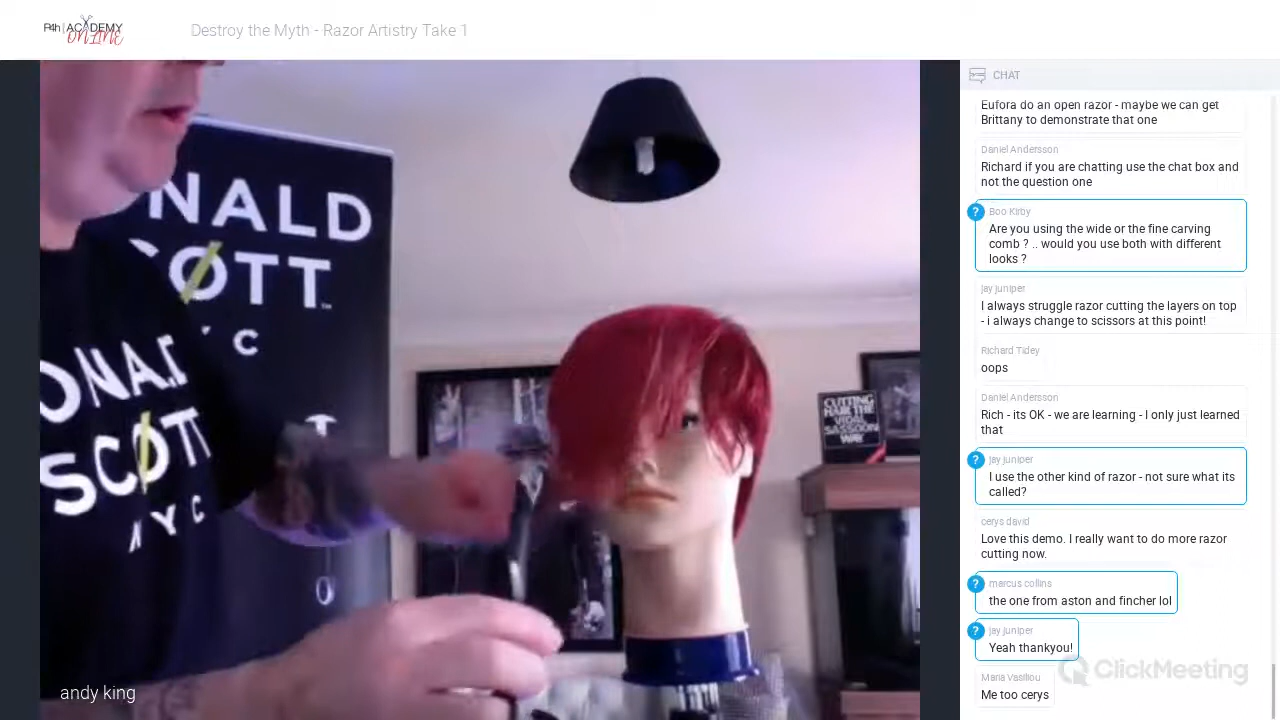 P4h | ACADEMY
ONLINE
Destroy the Myth - Razor Artistry Take 1
NALD
SCOTT
YC
ONALD
SCOTT
NYC
CUTTING
HAIR THE
VIDAL
SASSOON
WAY
andy king
CHAT
Eufora do an open razor - maybe we can get
Brittany to demonstrate that one
Daniel Andersson
Richard if you are chatting use the chat box and
not the question one
? Boo Kirby
Are you using the wide or the fine carving
comb ? .. would you use both with different
looks ?
jay juniper
I always struggle razor cutting the layers on top
- i always change to scissors at this point!
Richard Tidey
oops
Daniel Andersson
Rich - its OK - we are learning - I only just learned
that
? jay juniper
I use the other kind of razor - not sure what its
called?
cerys david
Love this demo. I really want to do more razor
cutting now.
? marcus collins
the one from aston and fincher lol
? jay juniper
Yeah thankyou!
Maria Vasiliou
Me too cerys
ClickMeeting